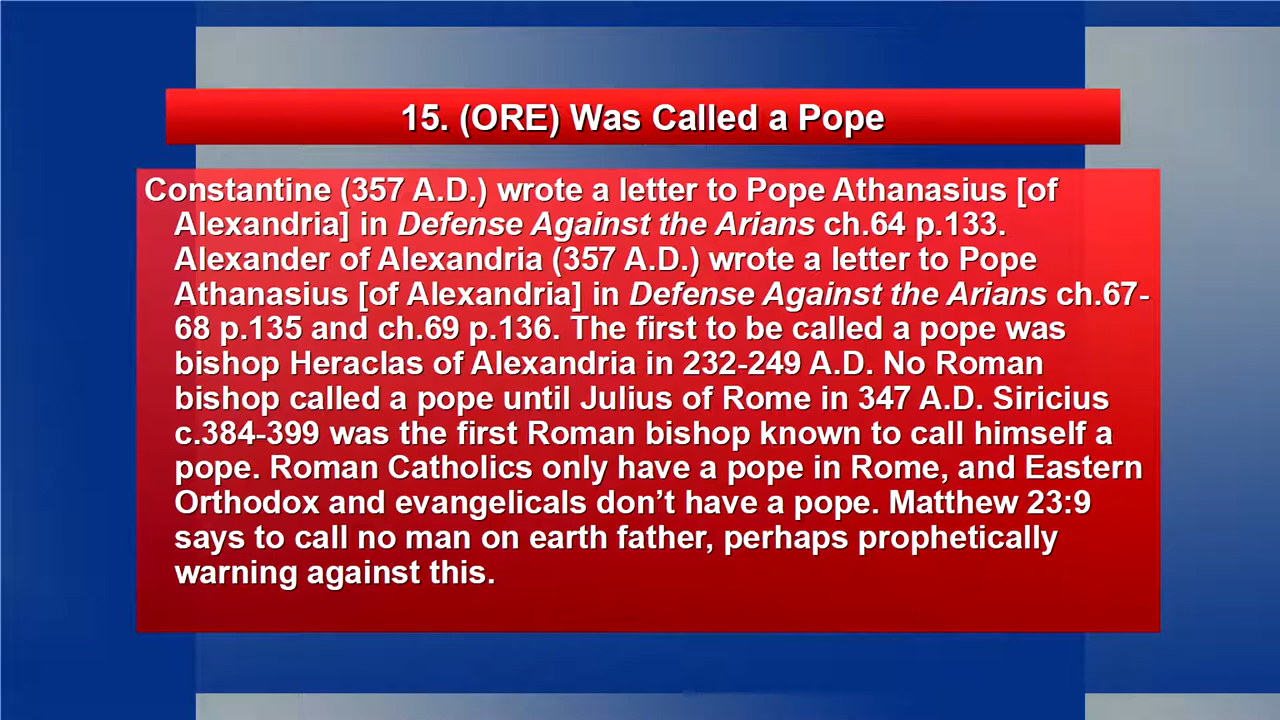 15. (ORE) Was Called a Pope
Constantine (357 A.D.) wrote a letter to Pope Athanasius [of
Alexandria] in Defense Against the Arians ch.64 p.133.
Alexander of Alexandria (357 A.D.) wrote a letter to Pope
Athanasius [of Alexandria] in Defense Against the Arians ch.67-
68 p.135 and ch.69 p.136. The first to be called a pope was
bishop Heraclas of Alexandria in 232-249 A.D. No Roman
bishop called a pope until Julius of Rome in 347 A.D. Siricius
c.384-399 was the first Roman bishop known to call himself a
pope. Roman Catholics only have a pope in Rome, and Eastern
Orthodox and evangelicals don’t have a pope. Matthew 23:9
says to call no man on earth father, perhaps prophetically
warning against this.